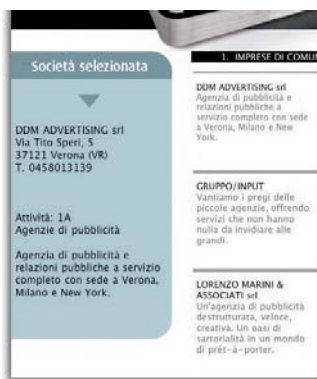 Società selezionata
DDM ADVERTISING srl
Via Tito Speri, 5
37121 Verona (VR)
T. 0458013139
Attività: 1A
Agenzie di pubblicità
Agenzia di pubblicità e
relazioni pubbliche a servizio
completo con sede a Verona,
Milano e New York.
1. IMPRESE DI COMU
DDM ADVERTISING srl
Agenzia di pubblicità e
relazioni pubbliche a
servizio completo con sede
a Verona, Milano e New
York.
GRUPPO/INPUT
Vantiamo i pregi delle
piccole agenzie, offrendo
servizi che non hanno
nulla da invidiare alle
grandi.
LORENZO MARINI &
ASSOCIATI srl
Un'agenzia di pubblicità
destrutturata, veloce,
creativa. Un oasi di
sartorialità in un mondo
di prêt-à-porter.